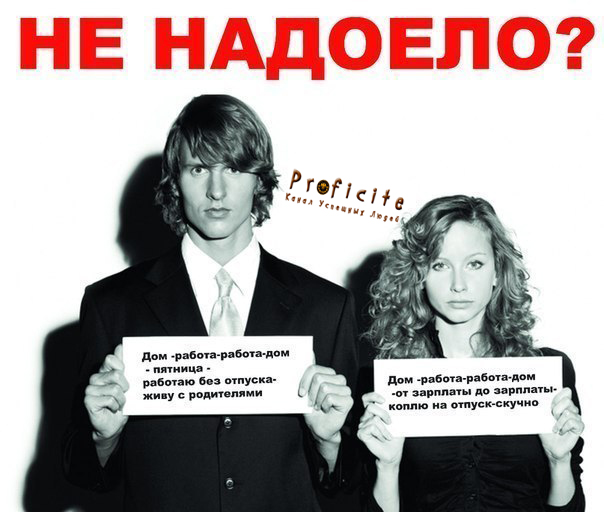 НЕ НАДОЕЛО?
Proficite
Канал Успешных Людей!
Дом -работа-работа-дом
- пятница -
работаю без отпуска-
живу с родителями
Дом -работа-работа-дом
-от зарплаты до зарплаты-
коплю на отпуск-скучно